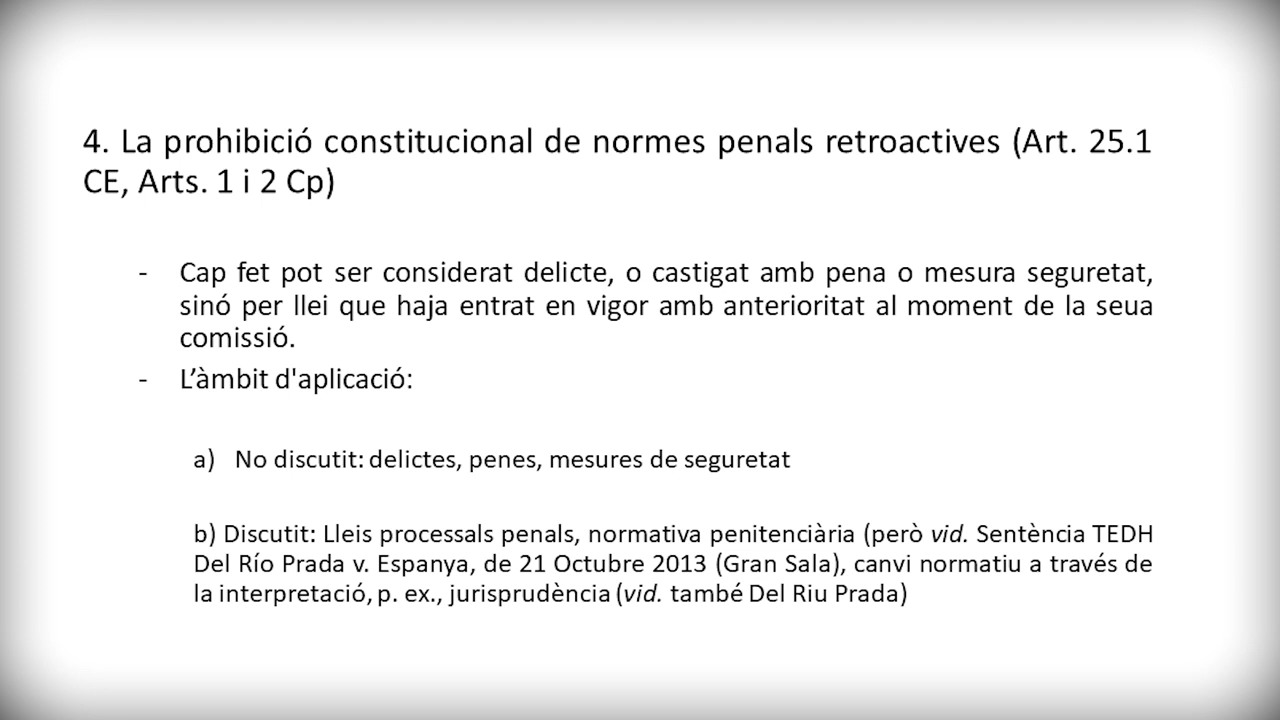 4. La prohibició constitucional de normes penals retroactives (Art. 25.1
CE, Arts. 1 i 2 Cp)
- Cap fet pot ser considerat delicte, o castigat amb pena o mesura seguretat,
sinó per llei que haja entrat en vigor amb anterioritat al moment de la seua
comissió.
- L’àmbit d'aplicació:
a) No discutit: delictes, penes, mesures de seguretat
b) Discutit: Lleis processals penals, normativa penitenciària (però vid. Sentència TEDH
Del Río Prada v. Espanya, de 21 Octubre 2013 (Gran Sala), canvi normatiu a través de
la interpretació, p. ex., jurisprudència (vid. també Del Riu Prada)